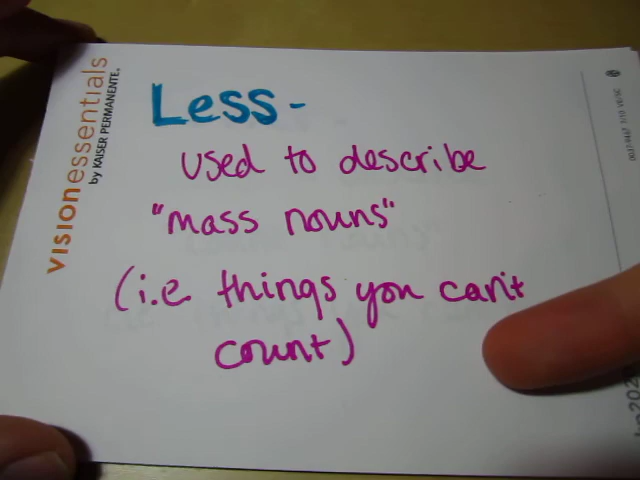 visionessentials
by KAISER PERMANENTE.
Less-
used to describe
"mass nouns"
(i.e. things you can't
count)